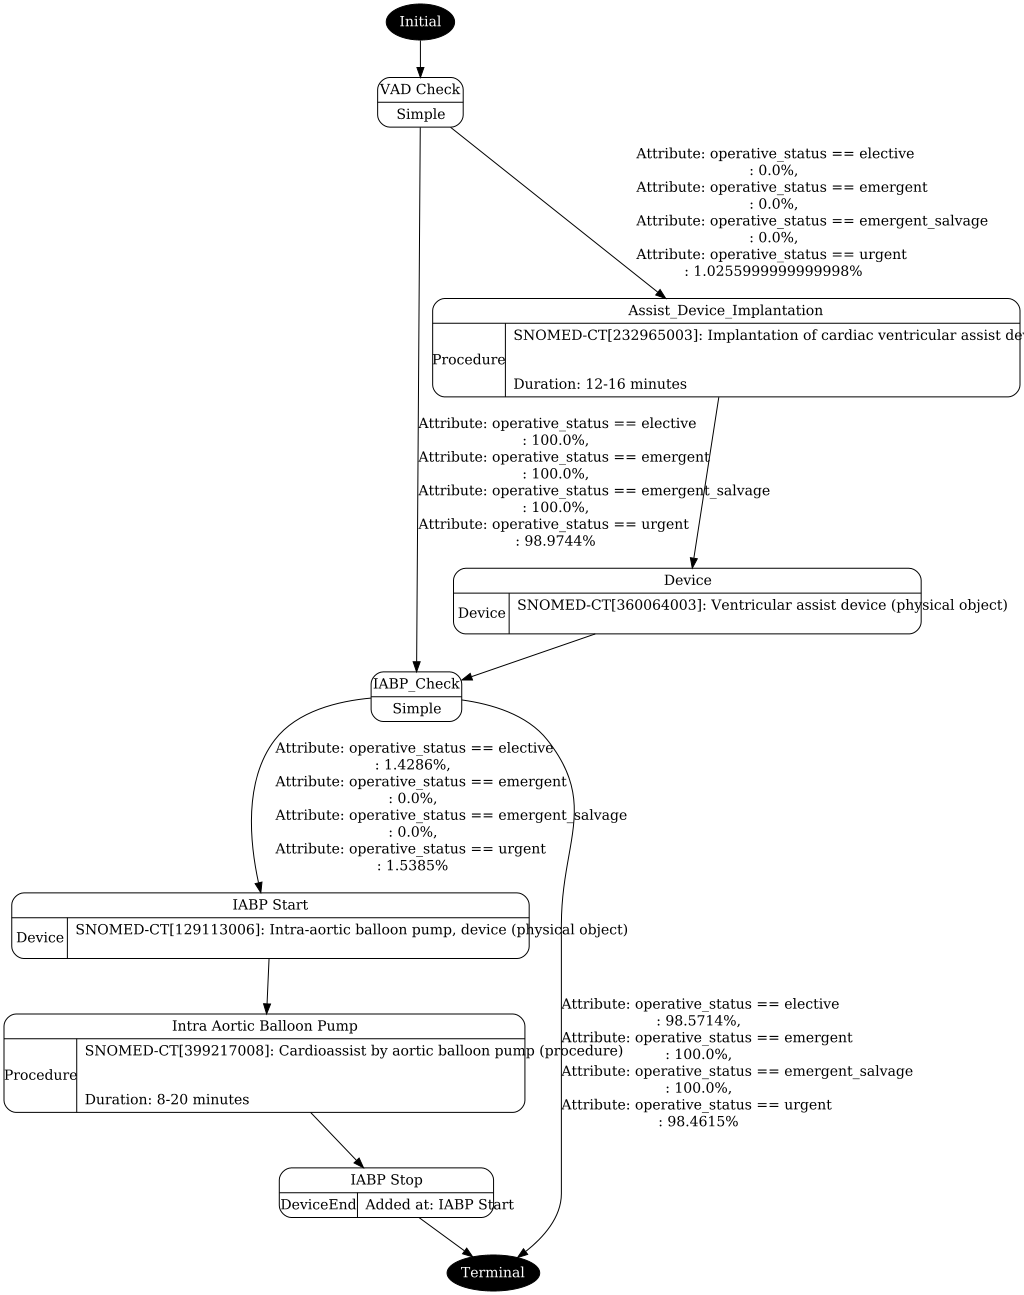 Initial
VAD Check
Simple
Attribute: operative_status == elective
: 0.0%,
Attribute: operative_status == emergent
: 0.0%,
Attribute: operative_status == emergent_salvage
: 0.0%,
Attribute: operative_status == urgent
: 1.0255999999999998%
Assist_Device_Implantation
Procedure
SNOMED-CT[232965003]: Implantation of cardiac ventricular assist de
Duration: 12-16 minutes
Attribute: operative_status == elective
: 100.0%,
Attribute: operative_status == emergent
: 100.0%,
Attribute: operative_status == emergent_salvage
: 100.0%,
Attribute: operative_status == urgent
: 98.9744%
Device
Device
SNOMED-CT[360064003]: Ventricular assist device (physical object)
IABP_Check
Simple
Attribute: operative_status == elective
: 1.4286%,
Attribute: operative_status == emergent
: 0.0%,
Attribute: operative_status == emergent_salvage
: 0.0%,
Attribute: operative_status == urgent
: 1.5385%
IABP Start
Device
SNOMED-CT[129113006]: Intra-aortic balloon pump, device (physical object)
Attribute: operative_status == elective
: 98.5714%,
Attribute: operative_status == emergent
: 100.0%,
Attribute: operative_status == emergent_salvage
: 100.0%,
Attribute: operative_status == urgent
: 98.4615%
Intra Aortic Balloon Pump
Procedure
SNOMED-CT[399217008]: Cardioassist by aortic balloon pump (procedure)
Duration: 8-20 minutes
IABP Stop
DeviceEnd
Added at: IABP Start
Terminal